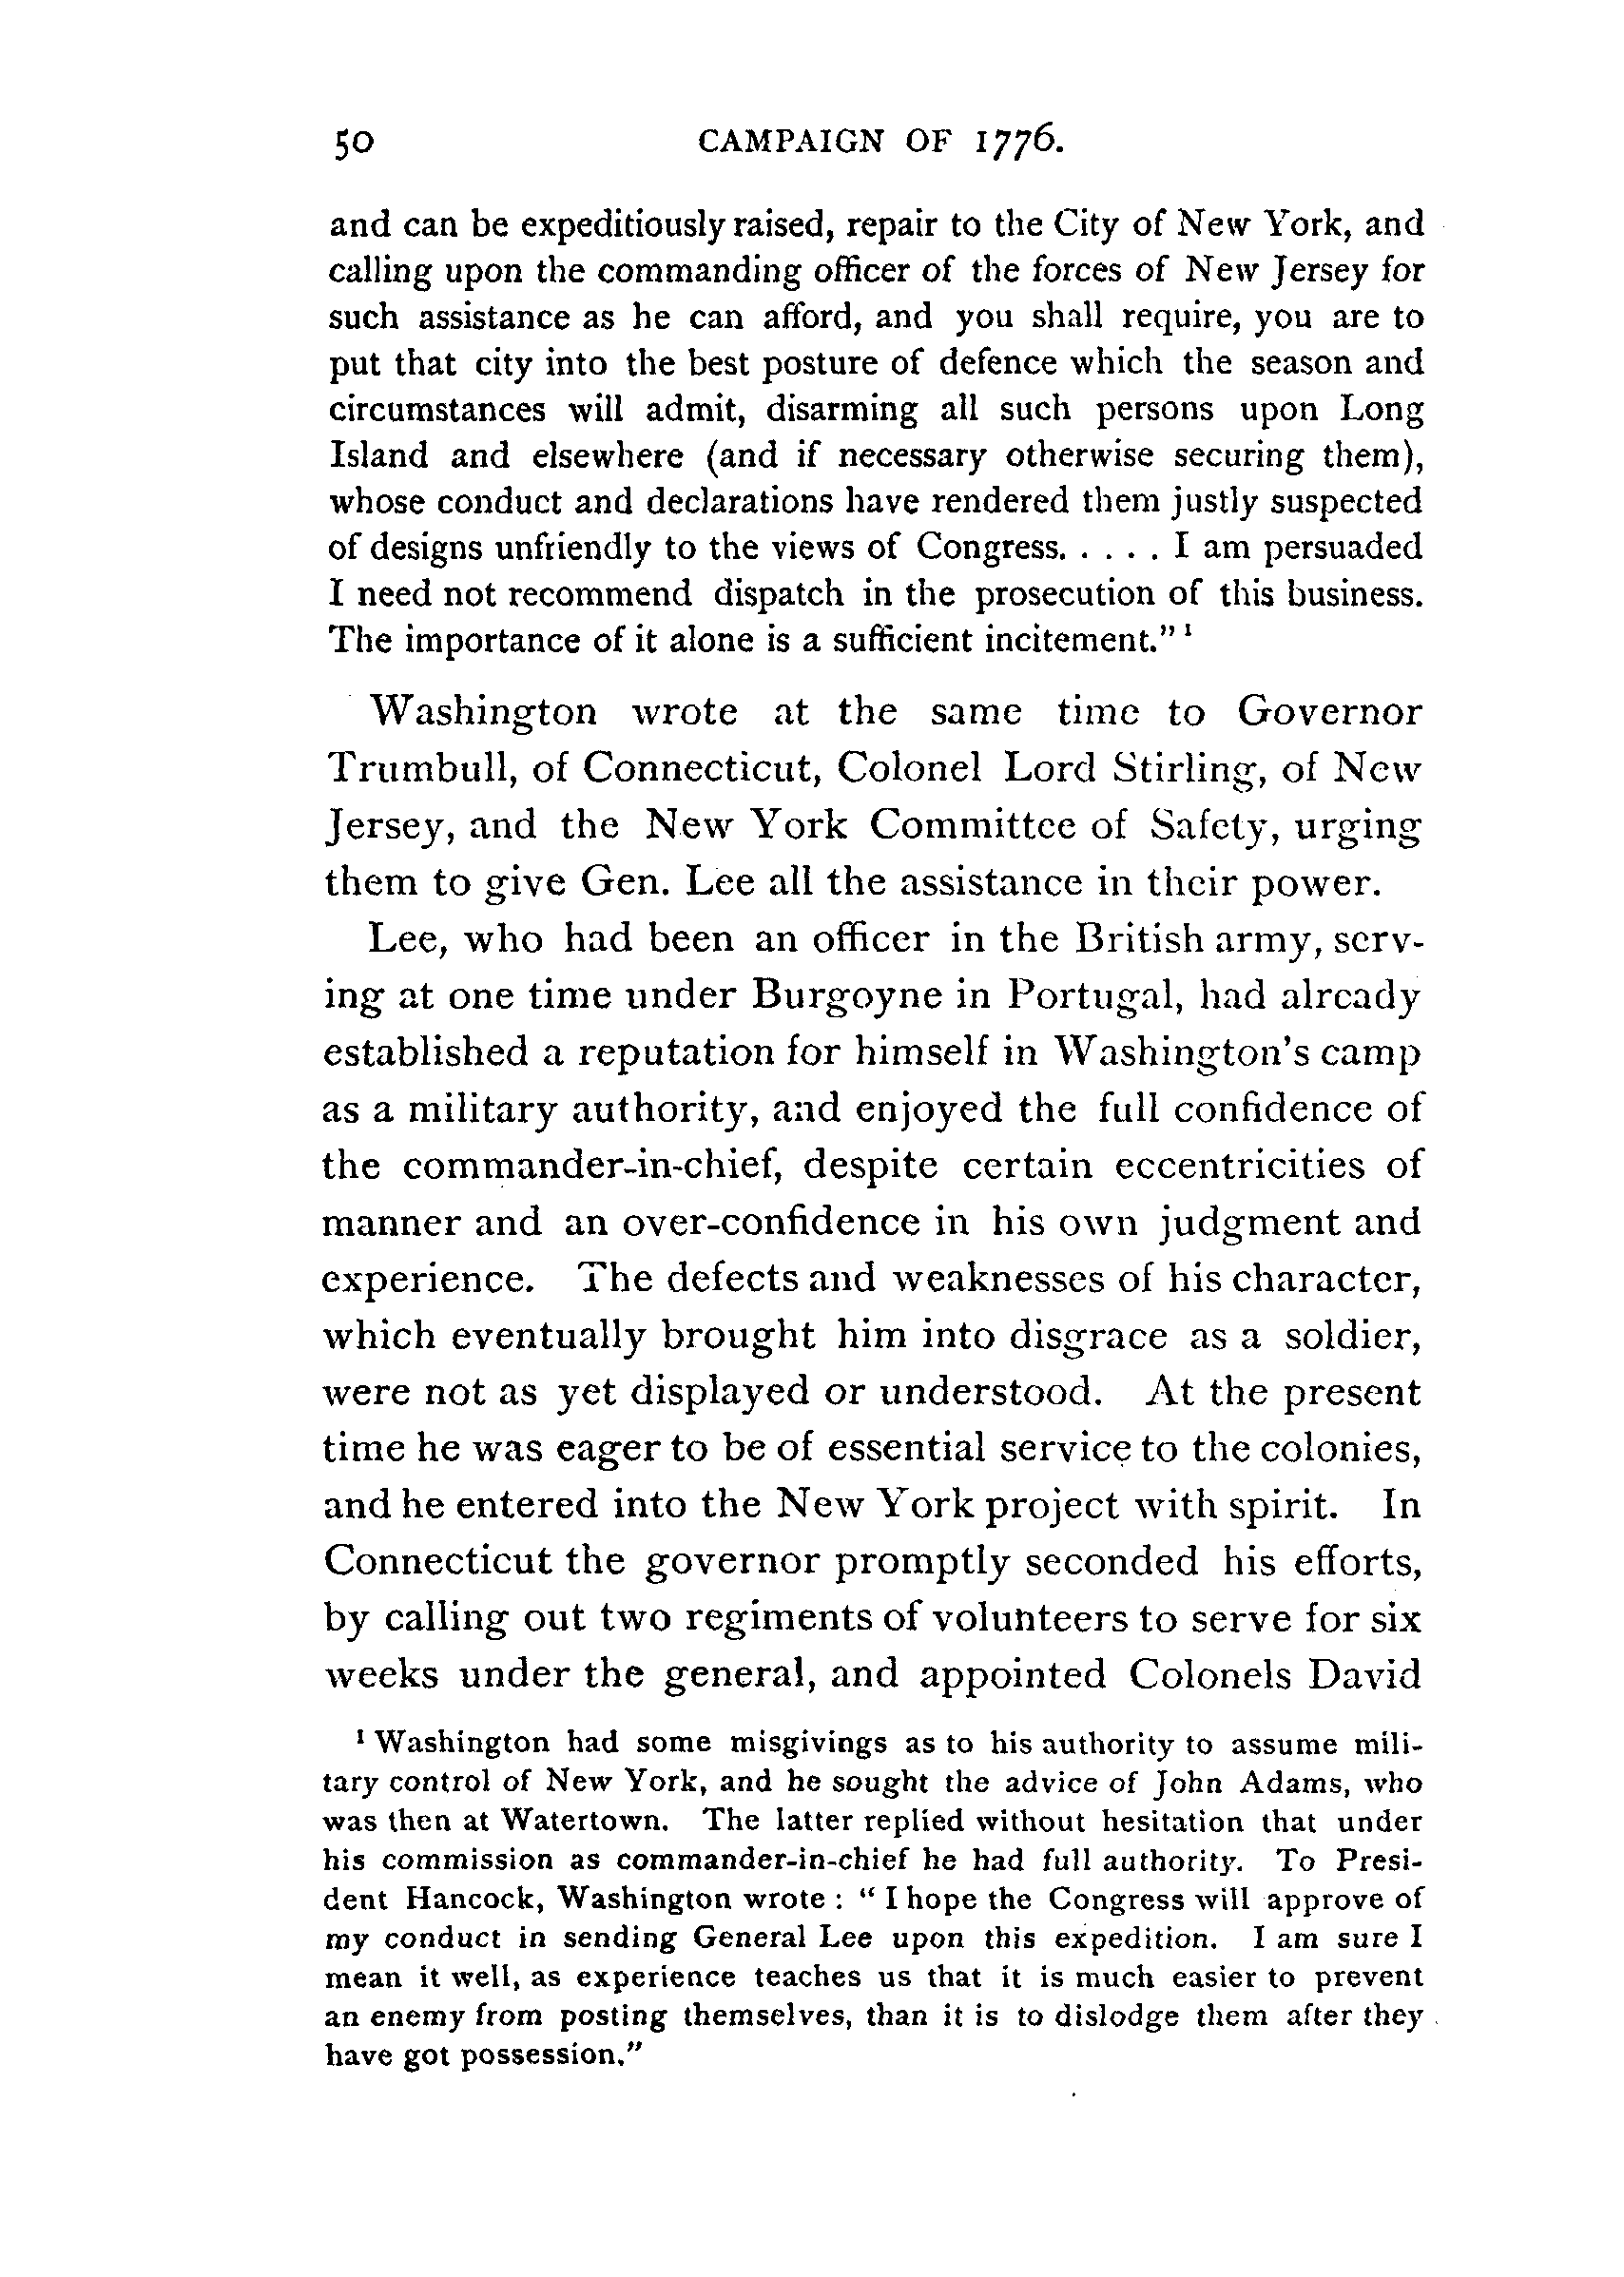 50 CAMPAIGN OF 1776.
and can be expeditiously raised, repair to the City of New York, and
calling upon the commanding officer of the forces of New Jersey for
such assistance as he can afford, and you shall require, you are to
put that city into the best posture of defence which the season and
circumstances will admit, disarming all such persons upon Long
Island and elsewhere (and if necessary otherwise securing them),
whose conduct and declarations have rendered them justly suspected
of designs unfriendly to the views of Congress. . . . . . I am persuaded
I need not recommend dispatch in the prosecution of this business.
The importance of it alone is a sufficient incitement.” ¹
Washington wrote at the same time to Governor
Trumbull, of Connecticut, Colonel Lord Stirling, of New
Jersey, and the New York Committee of Safety, urging
them to give Gen. Lee all the assistance in their power.
Lee, who had been an officer in the British army, serv-
ing at one time under Burgoyne in Portugal, had already
established a reputation for himself in Washington's camp
as a military authority, and enjoyed the full confidence of
the commander-in-chief, despite certain eccentricities of
manner and an over-confidence in his own judgment and
experience. The defects and weaknesses of his character,
which eventually brought him into disgrace as a soldier,
were not as yet displayed or understood. At the present
time he was eager to be of essential service to the colonies,
and he entered into the New York project with spirit. In
Connecticut the governor promptly seconded his efforts,
by calling out two regiments of volunteers to serve for six
weeks under the general, and appointed Colonels David
¹ Washington had some misgivings as to his authority to assume mili-
tary control of New York, and he sought the advice of John Adams, who
was then at Watertown. The latter replied without hesitation that under
his commission as commander-in-chief he had full authority. To Presi-
dent Hancock, Washington wrote : “ I hope the Congress will approve of
my conduct in sending General Lee upon this expedition. I am sure I
mean it well, as experience teaches us that it is much easier to prevent
an enemy from posting themselves, than it is to dislodge them after they
have got possession.”